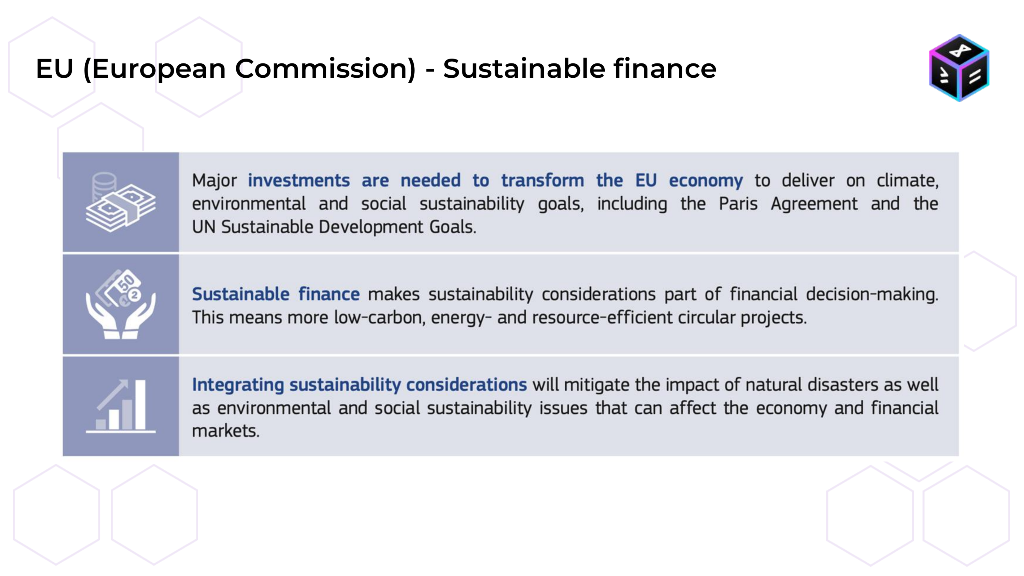 EU (European Commission) - Sustainable finance
Major investments are needed to transform the EU economy to deliver on climate,
environmental and social sustainability goals, including the Paris Agreement and the
UN Sustainable Development Goals.
50
2
Sustainable finance makes sustainability considerations part of financial decision-making.
This means more low-carbon, energy- and resource-efficient circular projects.
Integrating sustainability considerations will mitigate the impact of natural disasters as well
as environmental and social sustainability issues that can affect the economy and financial
markets.